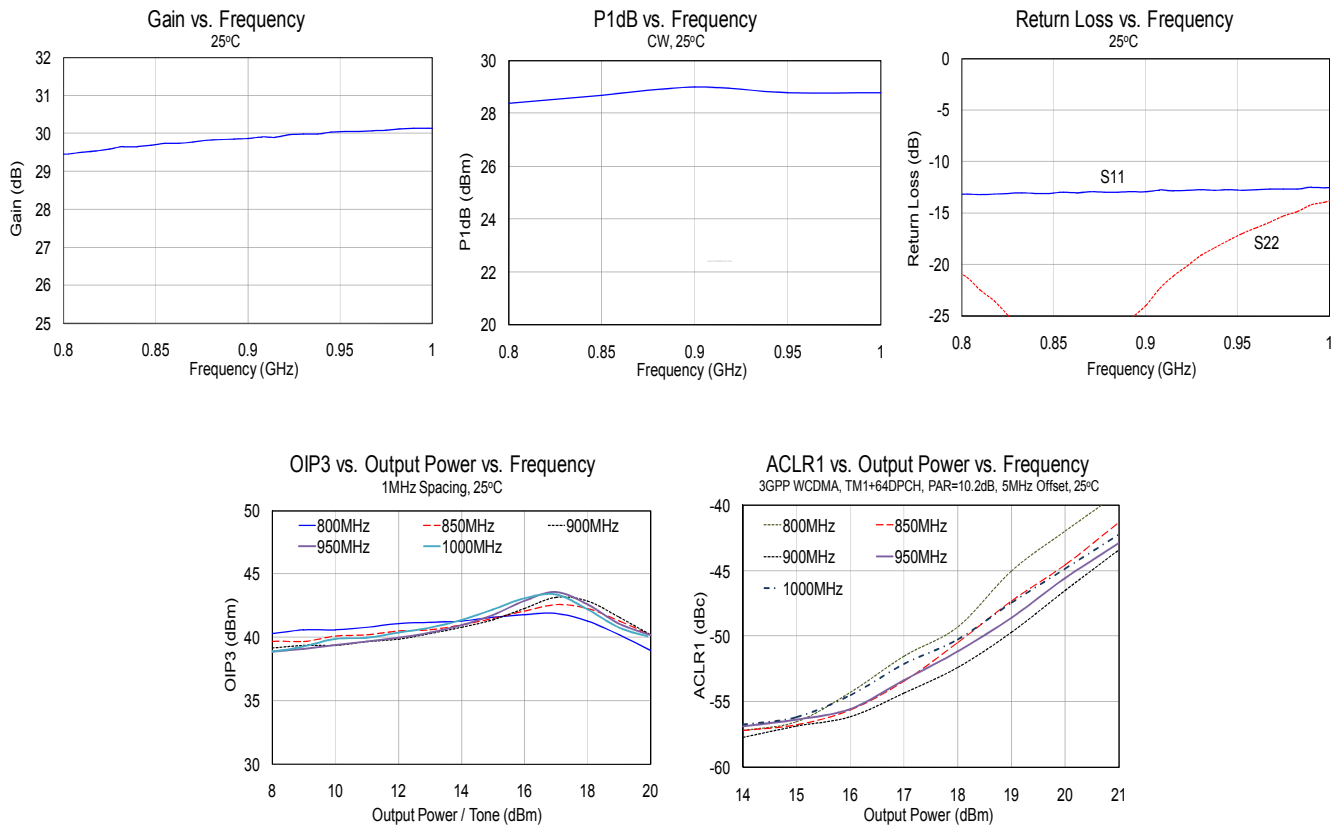 Gain vs. Frequency
25ºC
Gain (dB)
32
31
30
29
28
27
26
25
0.8 0.85 0.9 0.95 1
Frequency (GHz)
P1dB vs. Frequency
CW, 25ºC
P1dB (dBm)
30
28
26
24
22
20
0.8 0.85 0.9 0.95 1
Frequency (GHz)
Return Loss vs. Frequency
25ºC
Return Loss (dB)
0
-5
-10
-15
-20
-25
S11
S22
0.8 0.85 0.9 0.95 1
Frequency (GHz)
OIP3 vs. Output Power vs. Frequency
1MHz Spacing, 25ºC
OIP3 (dBm)
50
45
40
35
30
800MHz 850MHz 900MHz
950MHz 1000MHz
8 10 12 14 16 18 20
Output Power / Tone (dBm)
ACLR1 vs. Output Power vs. Frequency
3GPP WCDMA, TM1+64DPCH, PAR=10.2dB, 5MHz Offset, 25ºC
ACLR1 (dBc)
-40
-45
-50
-55
-60
800MHz 850MHz
900MHz 950MHz
1000MHz
14 15 16 17 18 19 20 21
Output Power (dBm)